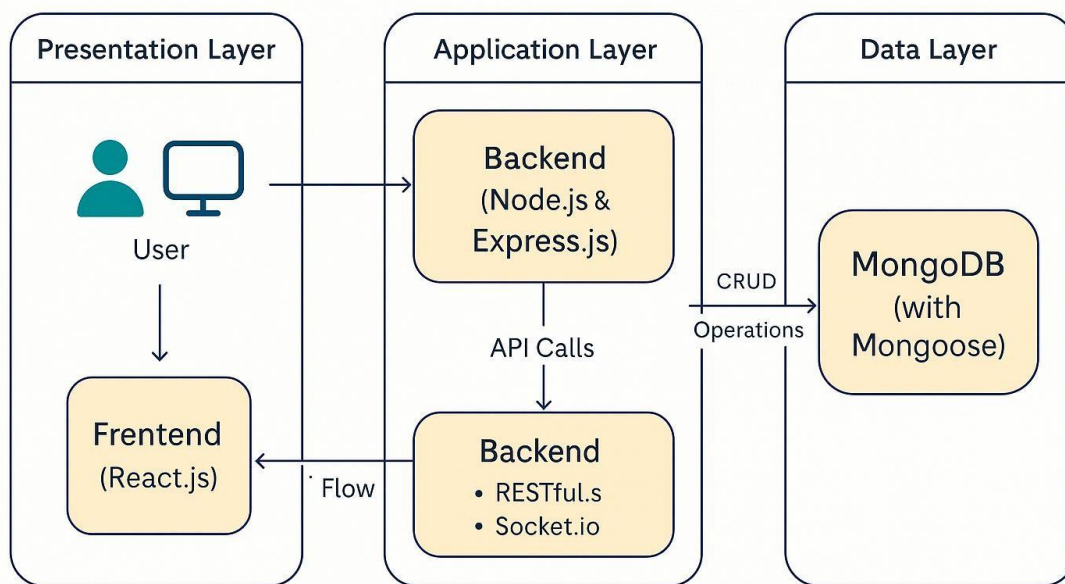 Presentation Layer
User
Frentend
(React.js)
Application Layer
Backend
(Node.js &
Express.js)
API Calls
Backend
• RESTful.s
• Socket.io
Flow
CRUD
Operations
Data Layer
MongoDB
(with
Mongoose)